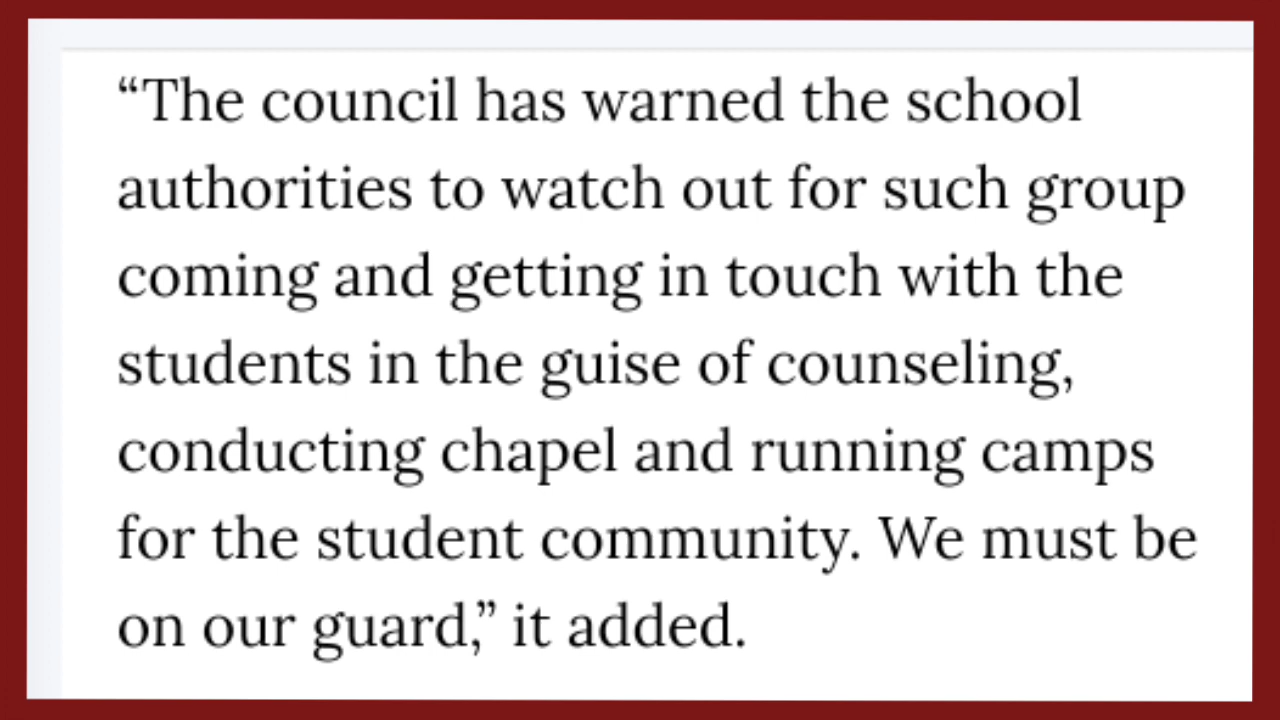 “The council has warned the school
authorities to watch out for such group
coming and getting in touch with the
students in the guise of counseling,
conducting chapel and running camps
for the student community. We must be
on our guard,” it added.